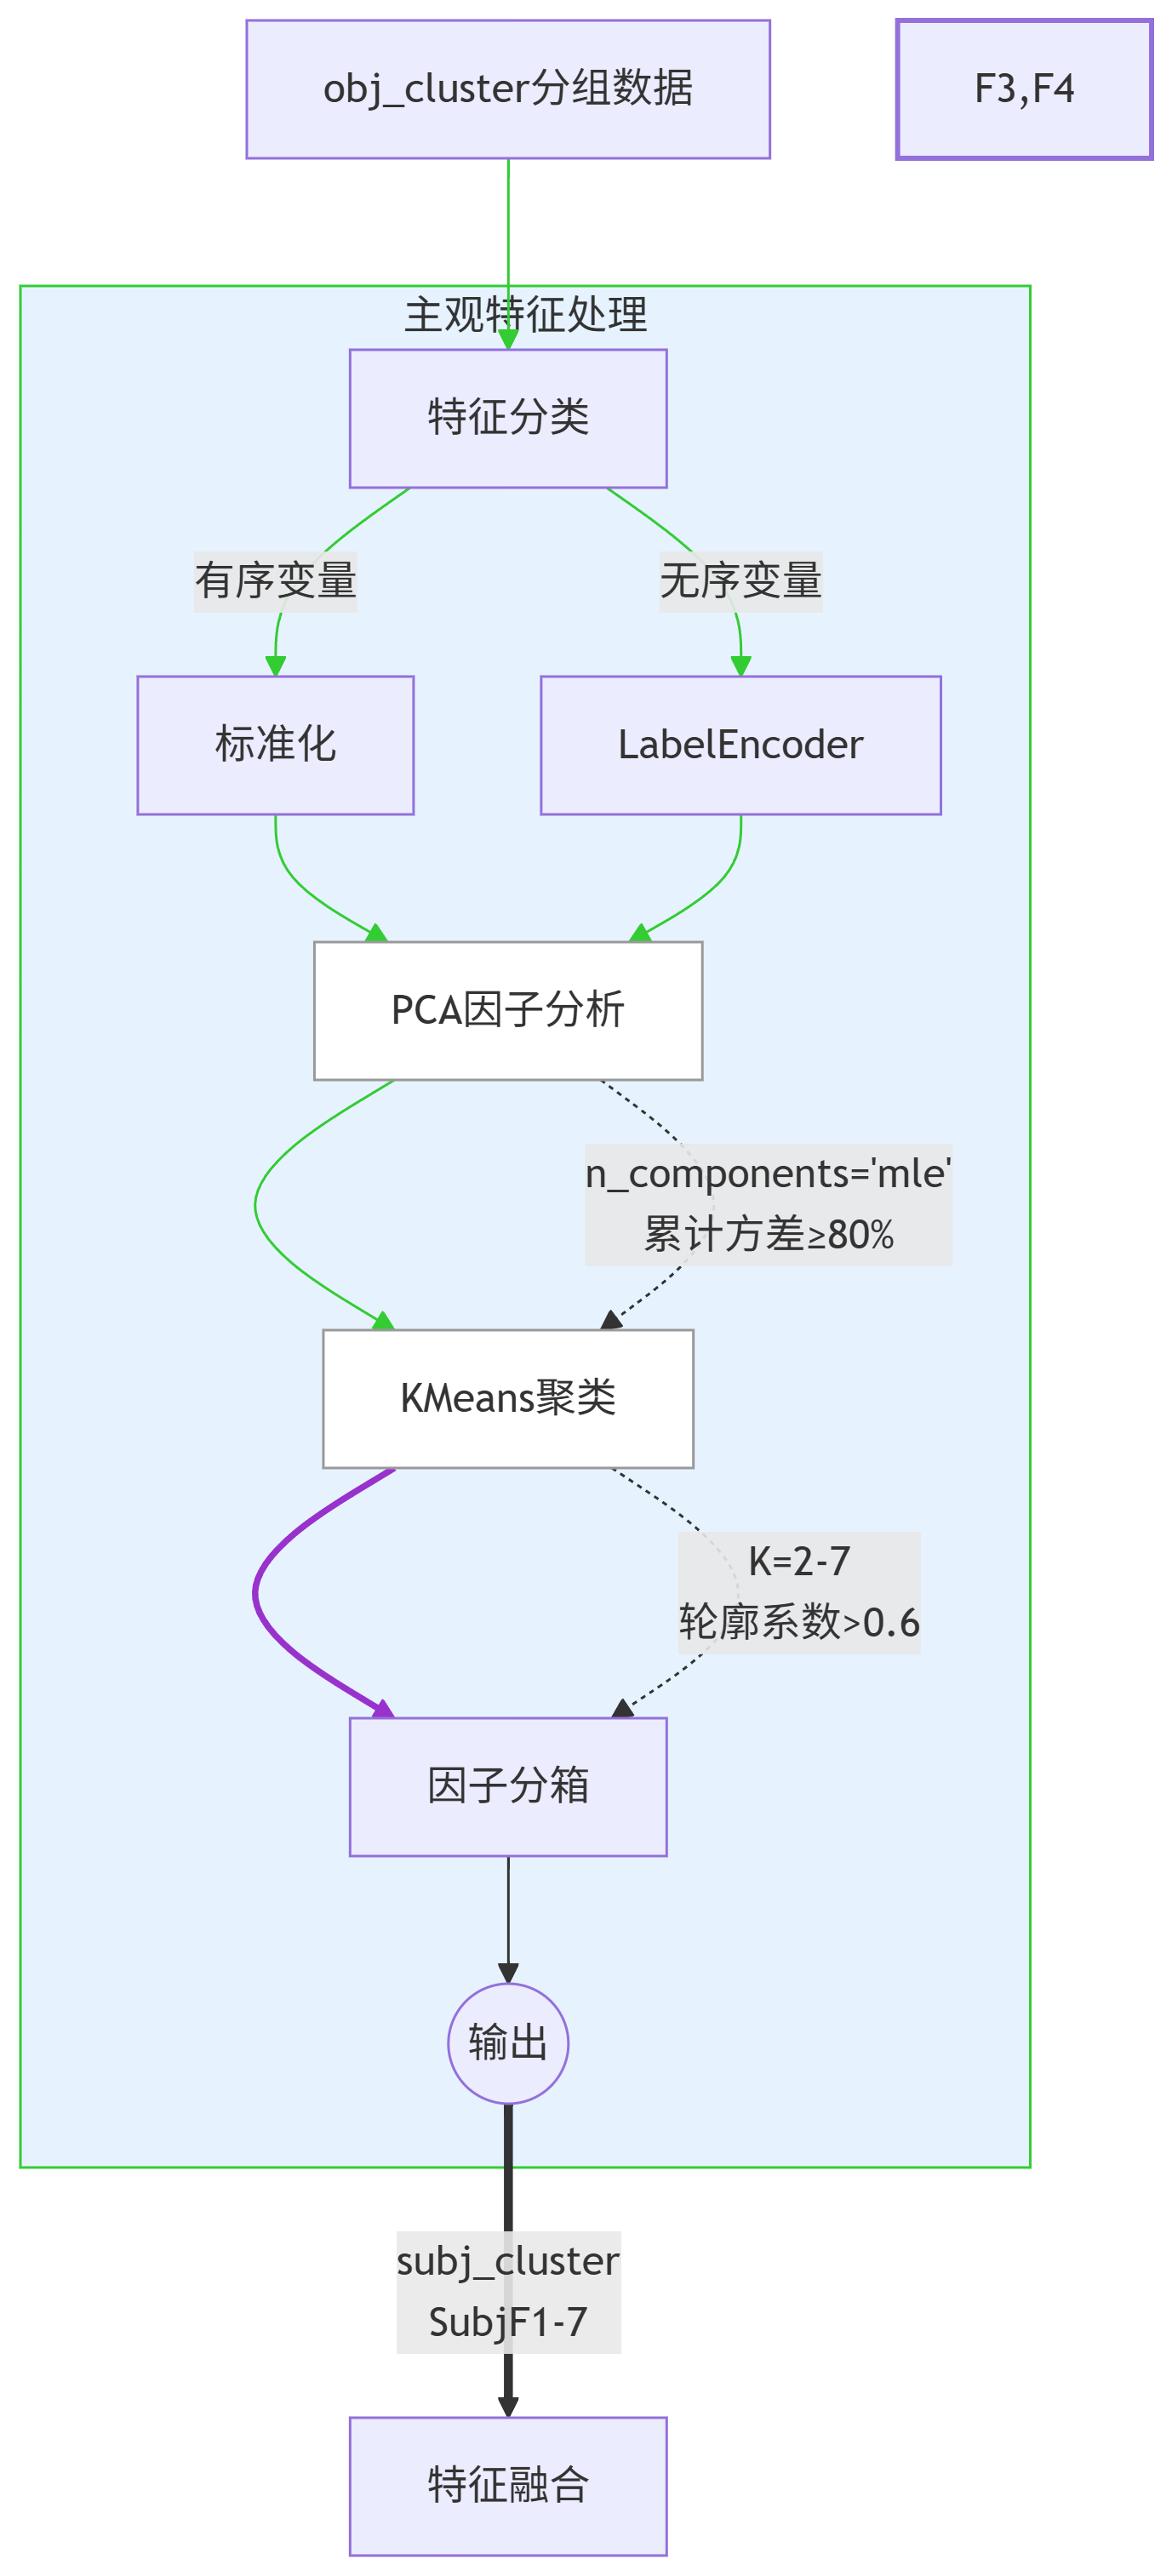 obj_cluster分组数据
F3,F4
主观特征处理
特征分类
有序变量
无序变量
标准化
LabelEncoder
PCA因子分析
n_components='mle'
累计方差≥80%
KMeans聚类
K=2-7
轮廓系数>0.6
因子分箱
输出
subj_cluster
SubjF1-7
特征融合